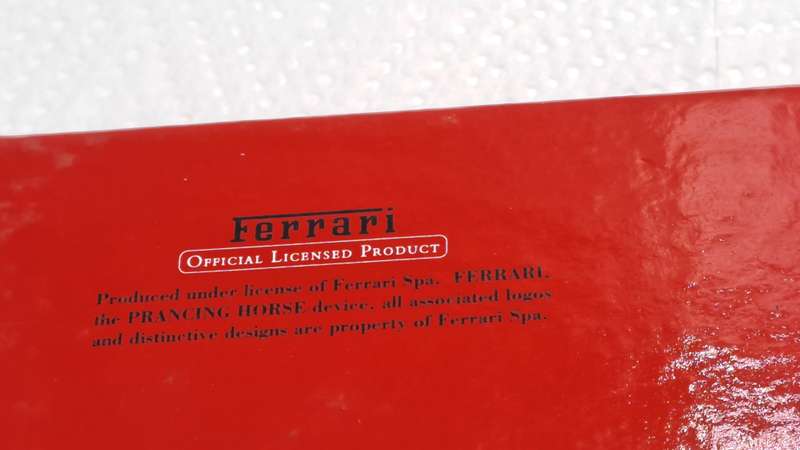 Ferrari
OFFICIAL LICENSED PRODUCT
Produced under license of Ferrari Spa. FERRARI,
the PRANCING HORSE device, all associated logos
and distinctive designs are property of Ferrari Spa.